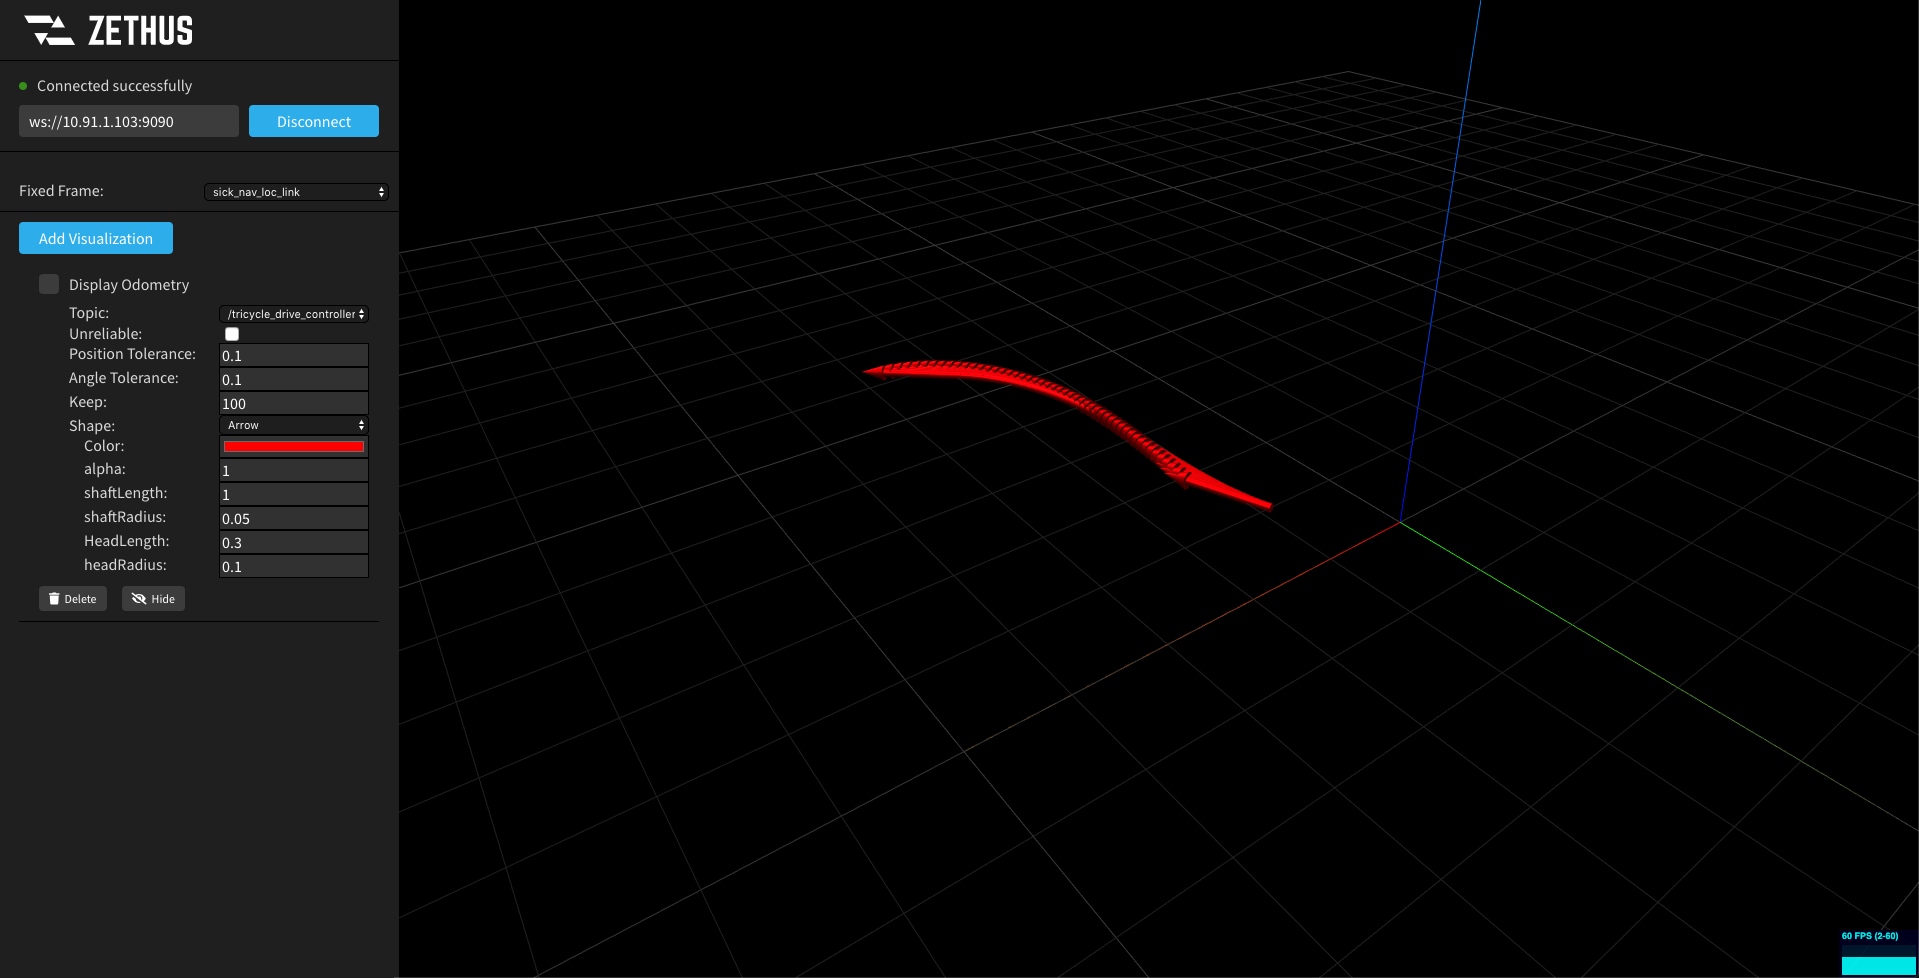 ZETHUS
Connected successfully
ws://10.91.1.103:9090 Disconnect
Fixed Frame: sick_nav_loc_link
Add Visualization
Display Odometry
Topic: /tricycle_drive_controller
Unreliable:
Position Tolerance: 0.1
Angle Tolerance: 0.1
Keep: 100
Shape: Arrow
Color:
alpha: 1
shaftLength: 1
shaftRadius: 0.05
HeadLength: 0.3
headRadius: 0.1
Delete Hide
60 FPS (2-60)